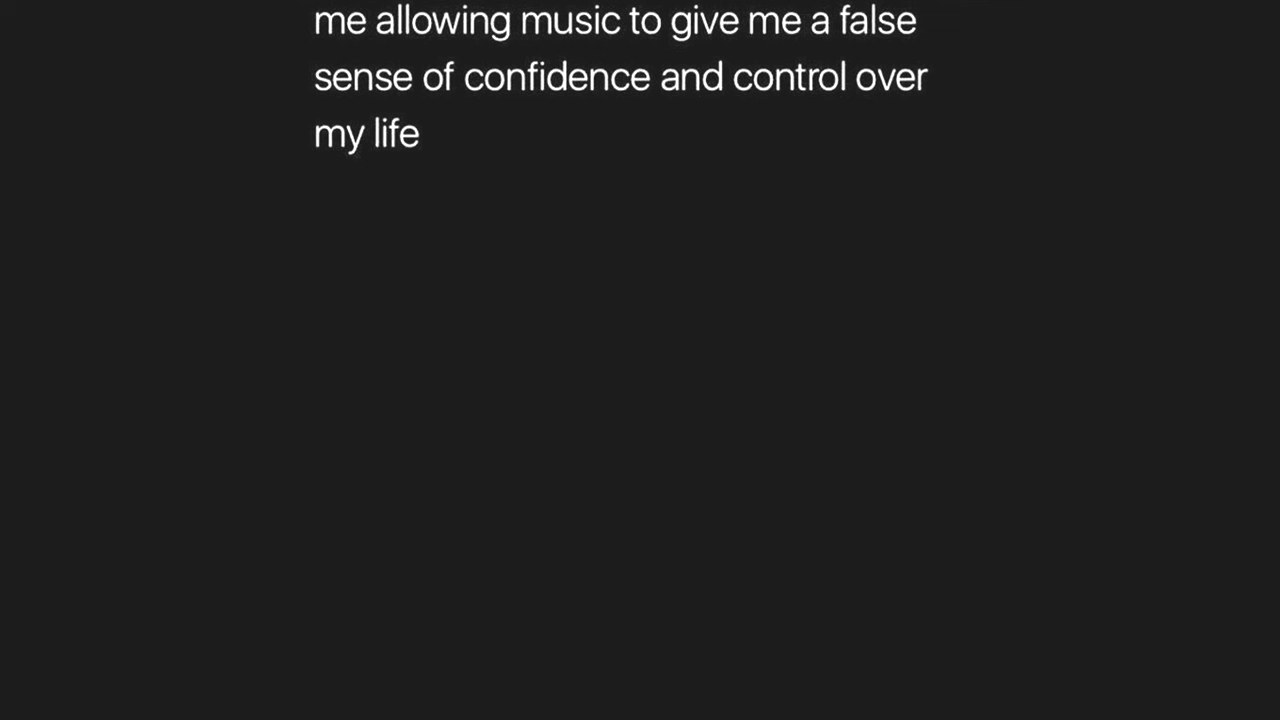 me allowing music to give me a false
sense of confidence and control over
my life